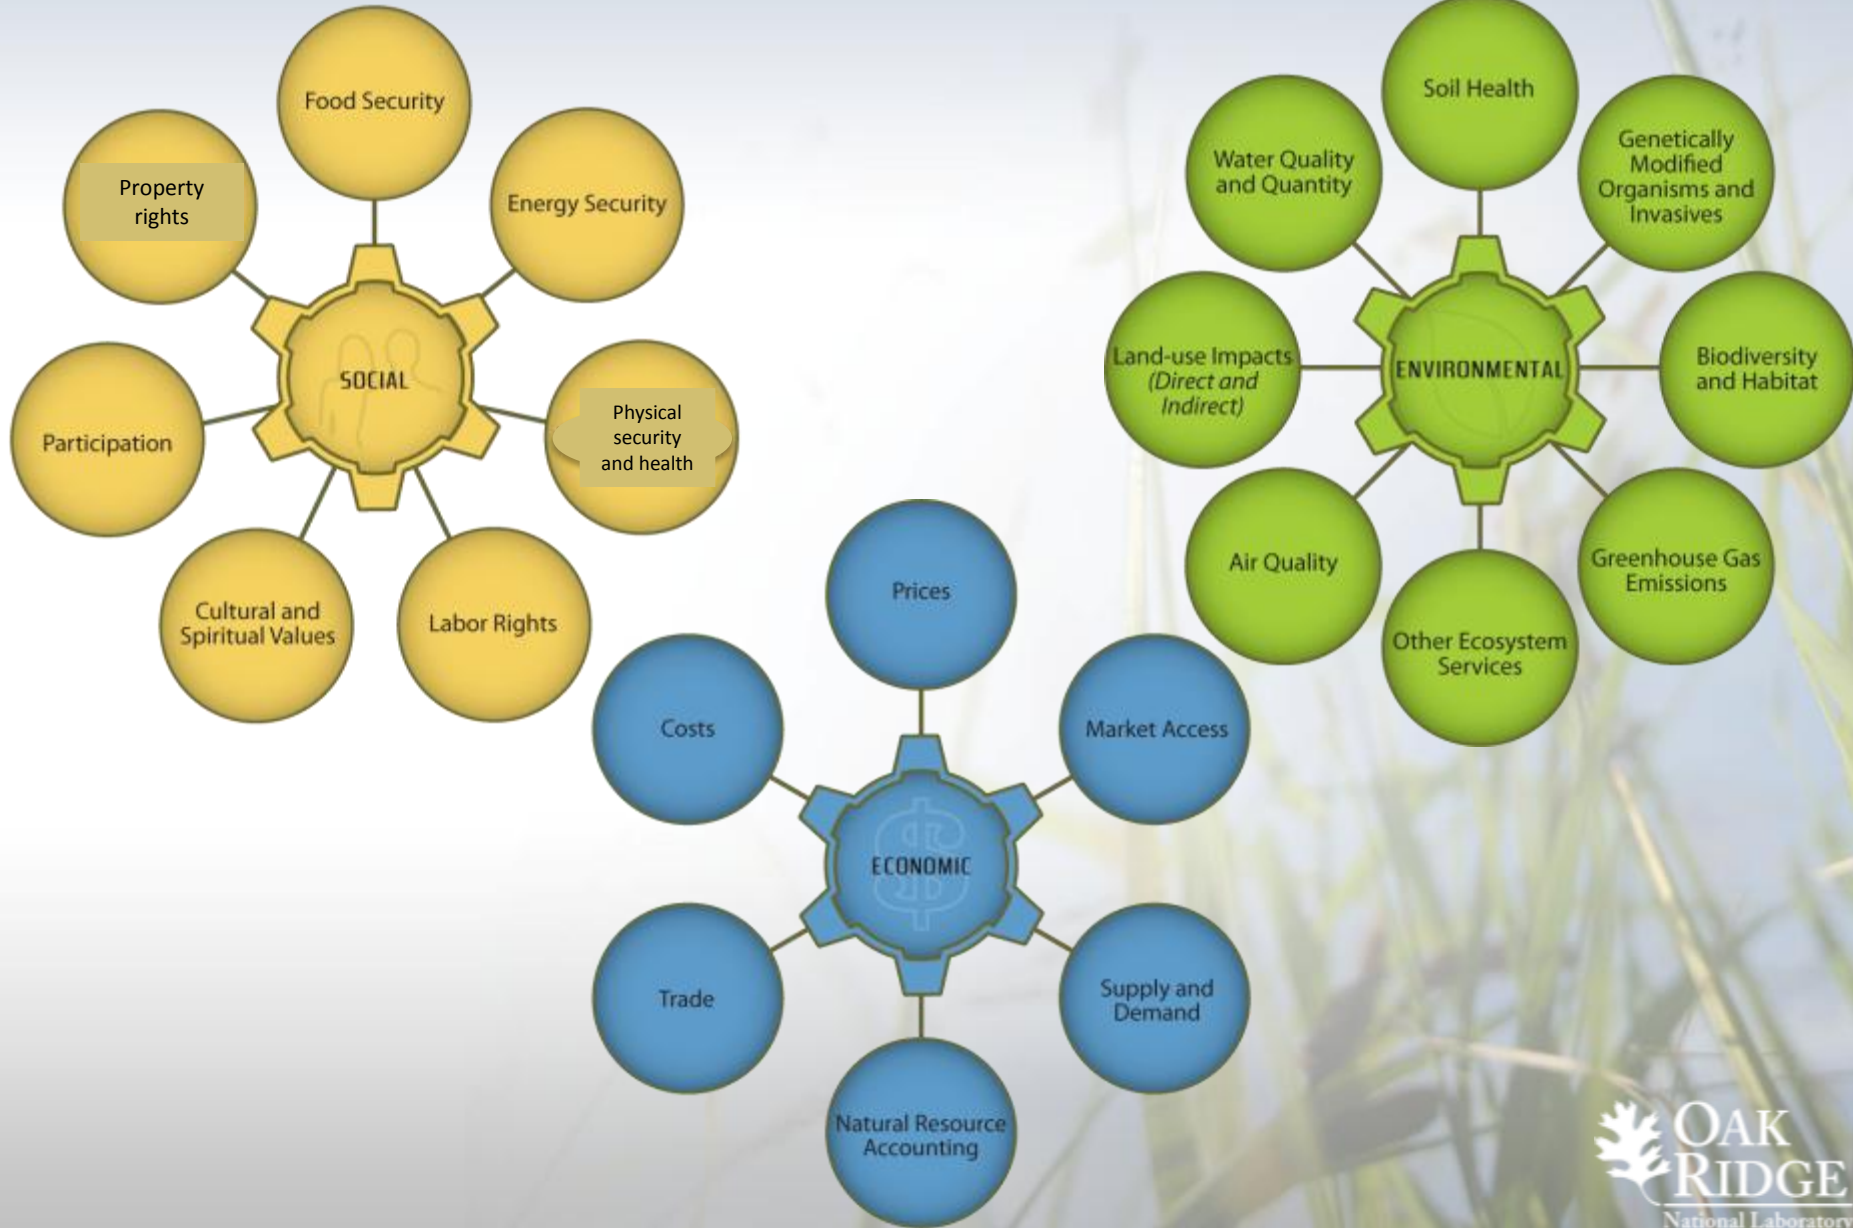 Food Security
Property
rights
Energy Security
SOCIAL
Participation
Physical
security
and health
Cultural and
Spiritual Values
Labor Rights
Soil Health
Water Quality
and Quantity
Genetically
Modified
Organisms and
Invasives
Land-use Impacts
(Direct and
Indirect)
ENVIRONMENTAL
Biodiversity
and Habitat
Air Quality
Greenhouse Gas
Emissions
Other Ecosystem
Services
Prices
Costs
Market Access
ECONOMIC
Trade
Supply and
Demand
Natural Resource
Accounting
OAK
RIDGE
National Laboratory